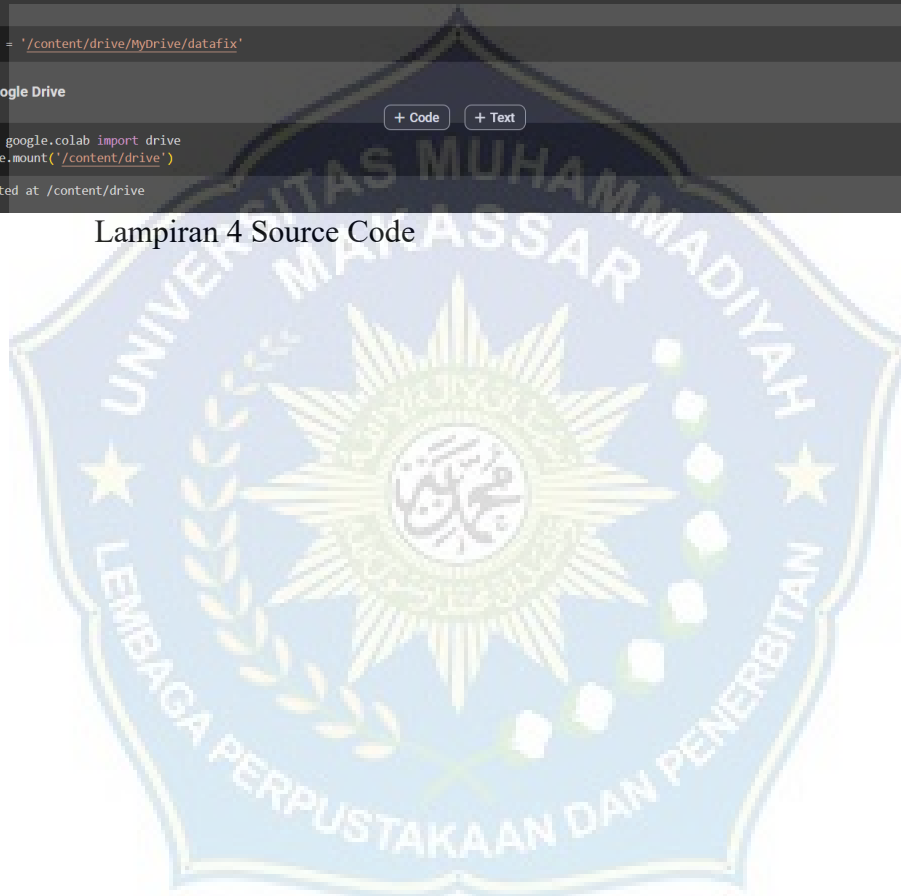 = '/content/drive/MyDrive/datafix'
ogle Drive
+ Code
+ Text
google.colab import drive
e.mount('/content/drive')
ted at /content/drive
Lampiran 4 Source Code
UNIVERSITAS MUHAMMADIYAH
MAKASSAR
محمد
LEMBAGA PERPUSTAKAAN DAN PENERBITAN